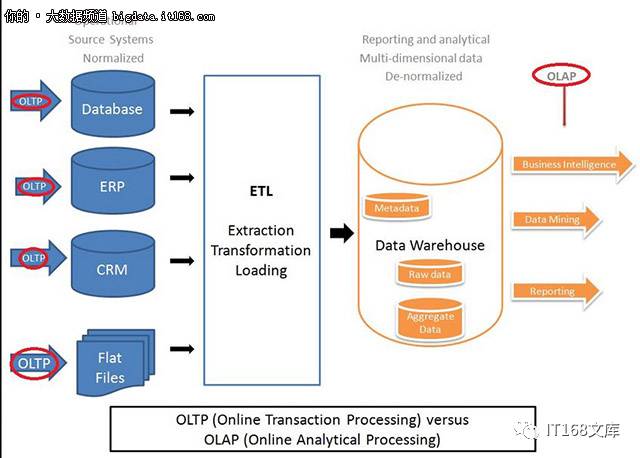 你的 · 大数据频道 bigdata.it168.com
Operational
Source Systems
Normalized
Reporting and analytical
Multi-dimensional data
De-normalized
OLAP
OLTP
Database
OLTP
ERP
OLTP
CRM
OLTP
Flat
Files
ETL
Extraction
Transformation
Loading
Metadata
Data Warehouse
Raw data
Aggregate
Data
Business Intelligence
Data Mining
Reporting
OLTP (Online Transaction Processing) versus
OLAP (Online Analytical Processing)
IT168文库